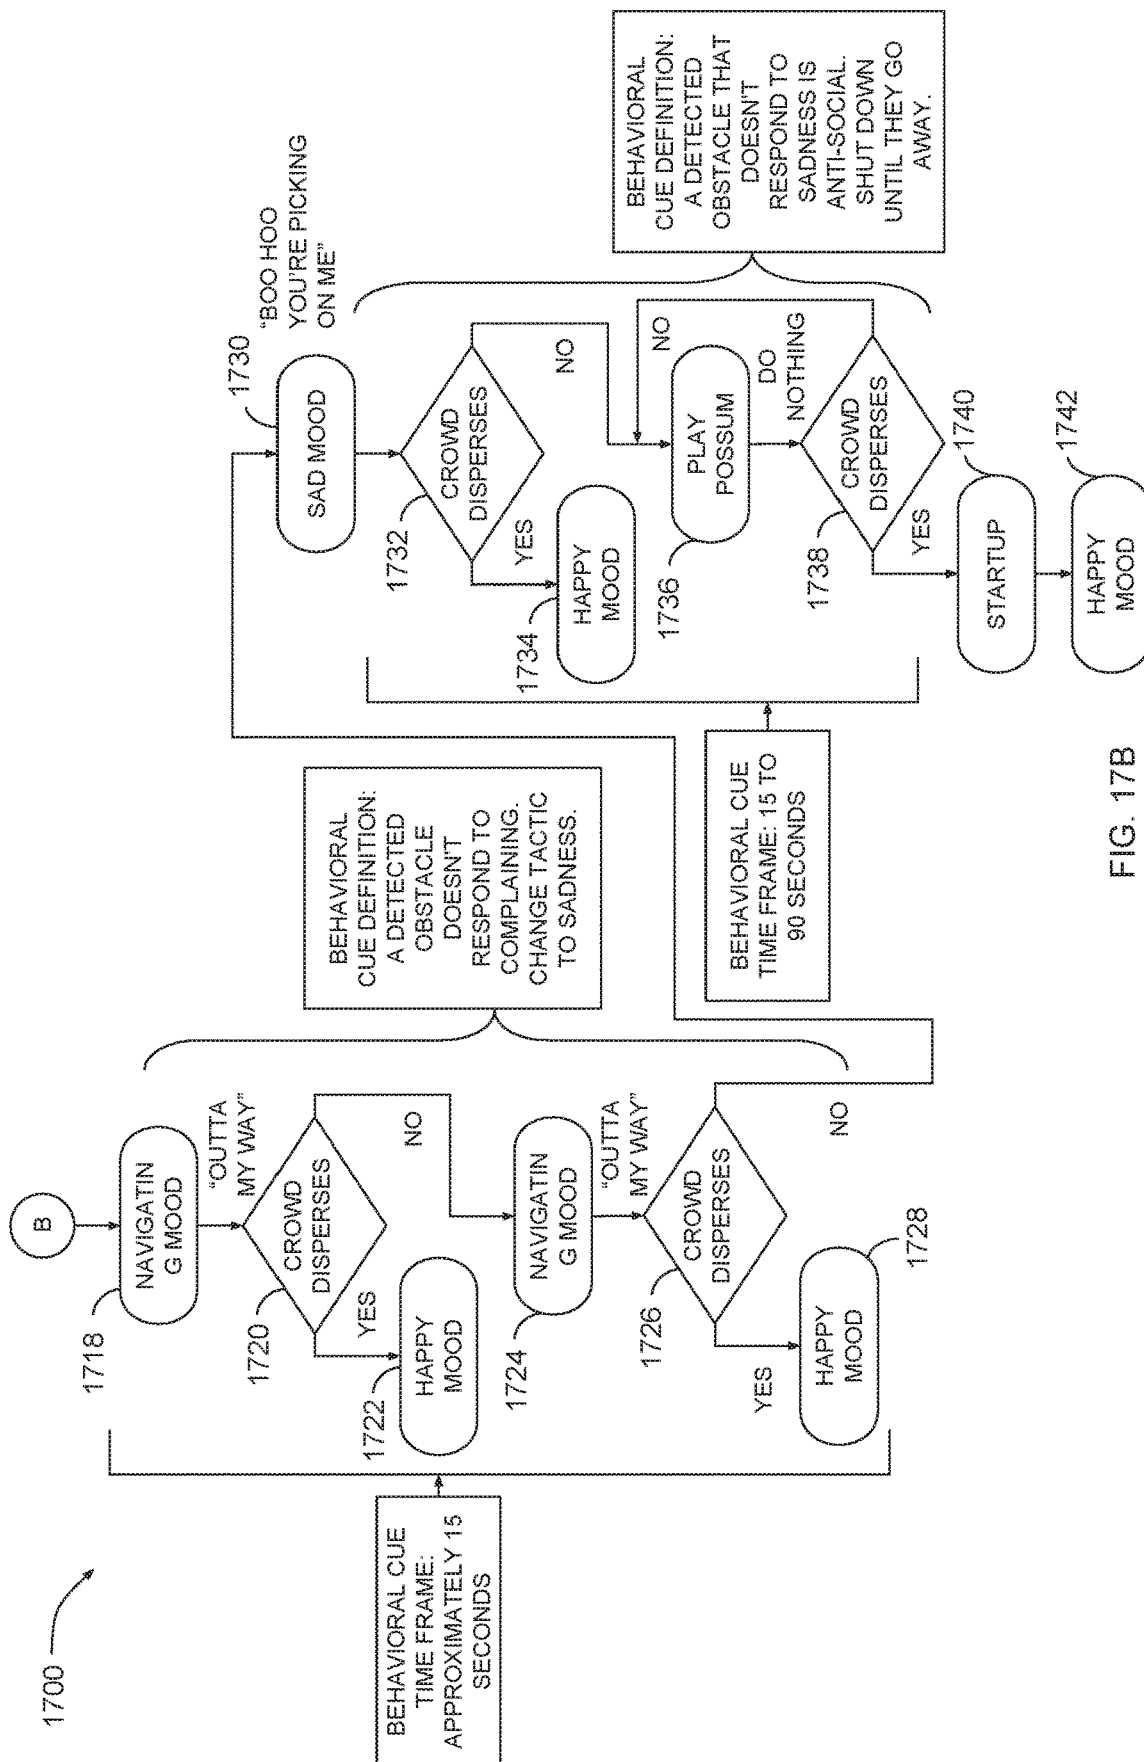 1700
B
1718
NAVIGATIN
G MOOD
"OUTTA
MY WAY"
1720
CROWD
DISPERSES
YES
NO
1722
HAPPY
MOOD
1724
NAVIGATIN
G MOOD
"OUTTA
MY WAY"
1726
CROWD
DISPERSES
YES
NO
HAPPY
MOOD
1728
BEHAVIORAL CUE
TIME FRAME:
APPROXIMATELY 15
SECONDS
BEHAVIORAL
CUE DEFINITION:
A DETECTED
OBSTACLE
DOESN'T
RESPOND TO
COMPLAINING.
CHANGE TACTIC
TO SADNESS.
1730
"BOO HOO
YOU'RE PICKING
ON ME"
SAD MOOD
1732
CROWD
DISPERSES
YES
NO
1734
HAPPY
MOOD
1736
PLAY
POSSUM
NO
DO
NOTHING
1738
CROWD
DISPERSES
YES
1740
STARTUP
1742
HAPPY
MOOD
BEHAVIORAL CUE
TIME FRAME: 15 TO
90 SECONDS
BEHAVIORAL
CUE DEFINITION:
A DETECTED
OBSTACLE THAT
DOESN'T
RESPOND TO
SADNESS IS
ANTI-SOCIAL.
SHUT DOWN
UNTIL THEY GO
AWAY.
FIG. 17B